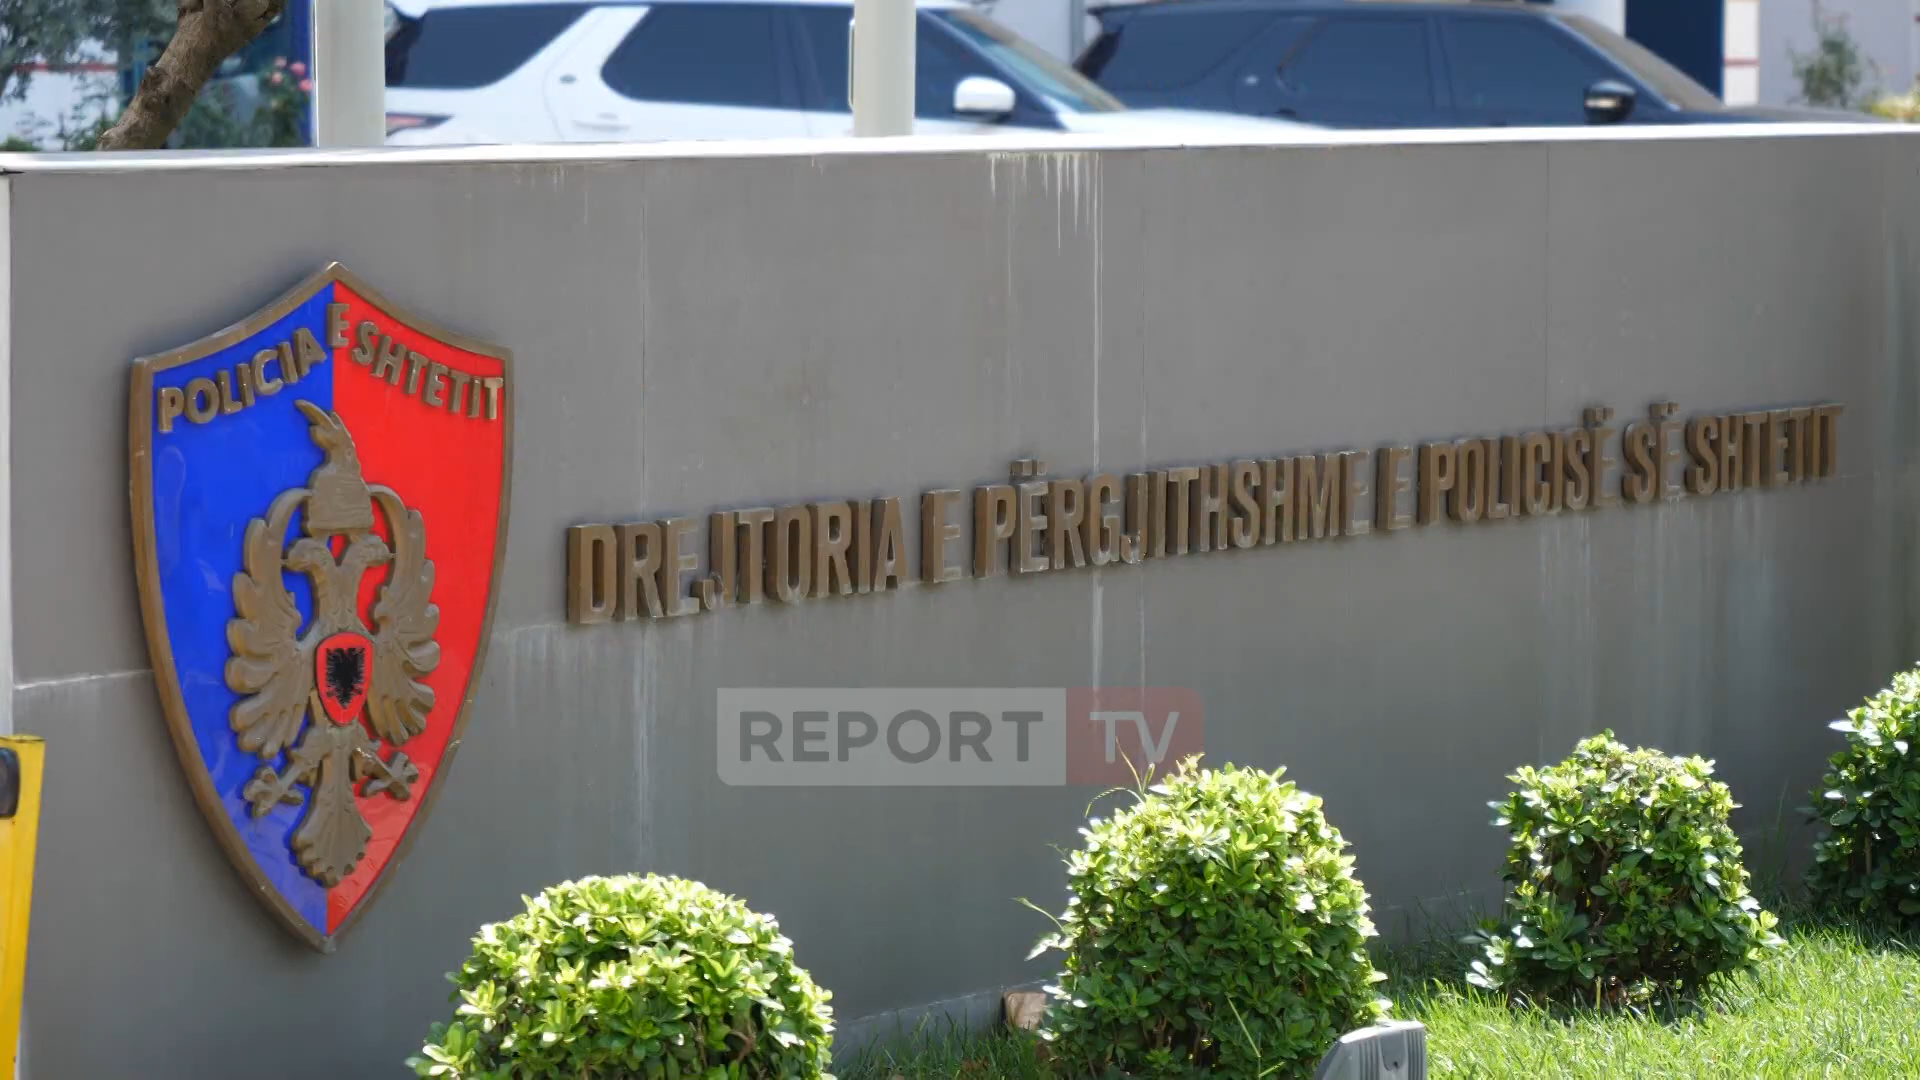 POLICIA E SHTETIT
DREJTORIA E PËRGJITHSHME E POLICISË SË SHTETIT
REPORT TV